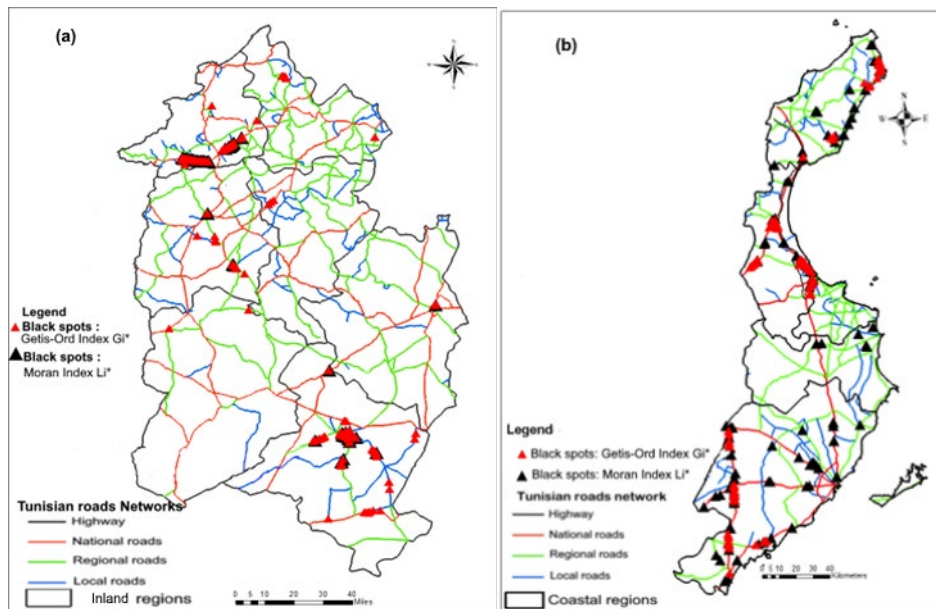 (a)
N
W E
S
Legend
Black spots :
Getis-Ord Index Gi*
Black spots :
Moran Index Li*
Tunisian roads Networks
Highway
National roads
Regional roads
Local roads
Inland regions
0 5 10 20 30 40
Miles
(b)
N
W E
S
Legend
Black spots: Getis-Ord Index Gi*
Black spots: Moran Index Li*
Tunisian roads network
Highway
National roads
Regional roads
Local roads
Coastal regions
0 5 10 20 30 40
Kilometers